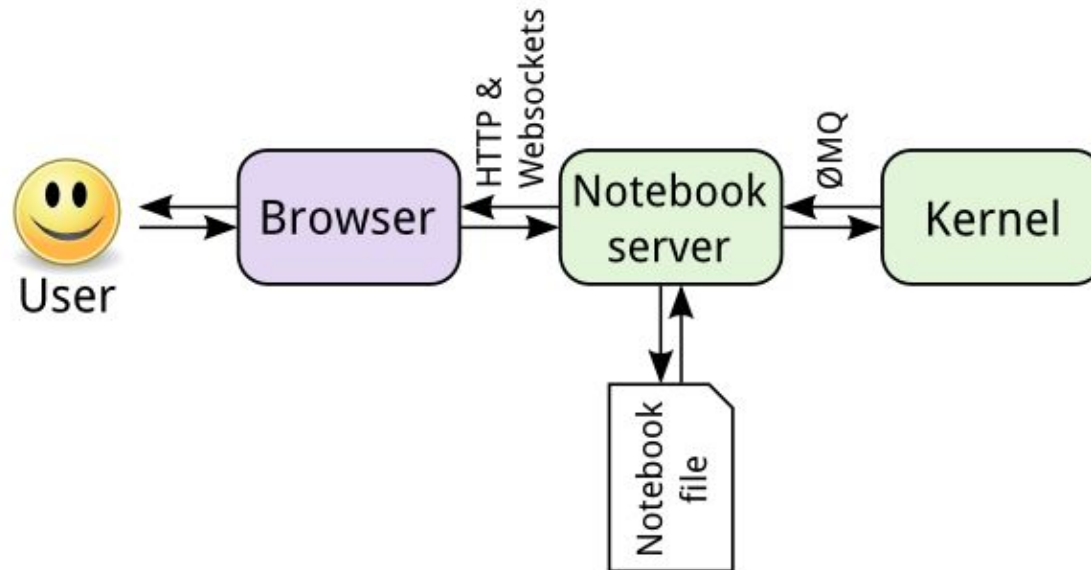 User
Browser
HTTP &
Websockets
Notebook
server
ØMQ
Kernel
Notebook
file